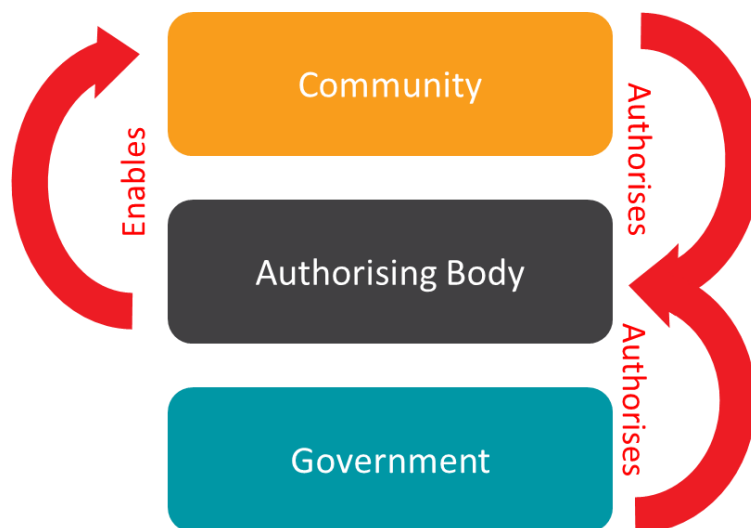 Community
Authorises
Enables
Authorising Body
Authorises
Government